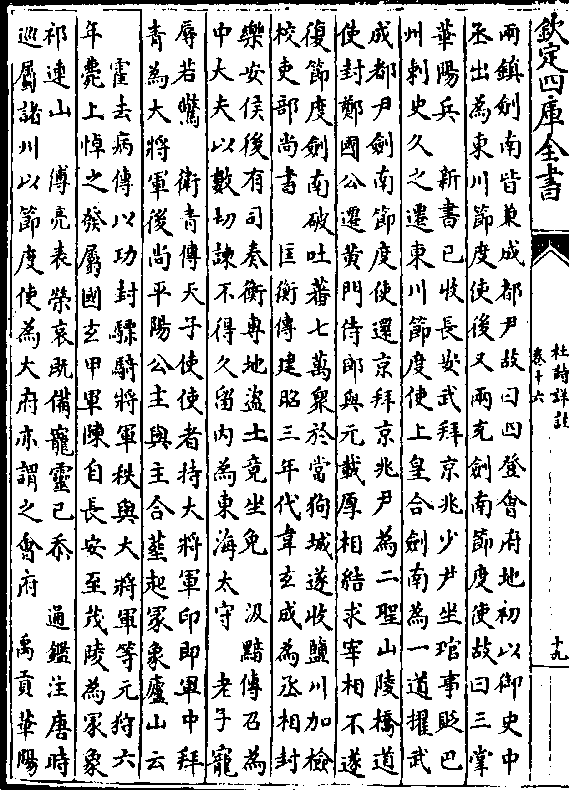 欽定四庫全書
杜詩詳註
卷十六
十九
兩鎮劍南皆兼成都尹故曰四登會府地初以御史中
丞出為東川節度使後又兩充劍南節度使故曰三掌
華陽兵　新書已收長安武拜京兆少尹坐琯事貶巴
州刺史久之遷東川節度使上皇合劍南為一道擢武
成都尹劍南節度使還京拜京兆尹為二聖山陵橋道
使封鄭國公遷黄門侍郎與元載厚相結求宰相不遂
復節度劍南破吐蕃七萬衆於當狗城遂收鹽川加檢
校吏部尚書　匡衡傳建昭三年代韋玄成為丞相封
樂安侯後有司奏衡專地盜土竟坐免　汲黯傳召為
中大夫以數切諫不得久留内為東海太守　老子寵
辱若驚　衛青傳天子使使者持大將軍印即軍中拜
青為大將軍後尚平陽公主與主合塟起冢象廬山云
　霍去病傳以功封驃騎將軍秩與大將軍等元狩六
年薨上悼之發屬國玄甲軍陳自長安至茂陵為冢象
祁連山　傅亮表榮哀既備寵靈已泰　通鑑注唐時
巡屬諸州以節度使為大府亦謂之會府　禹貢華陽